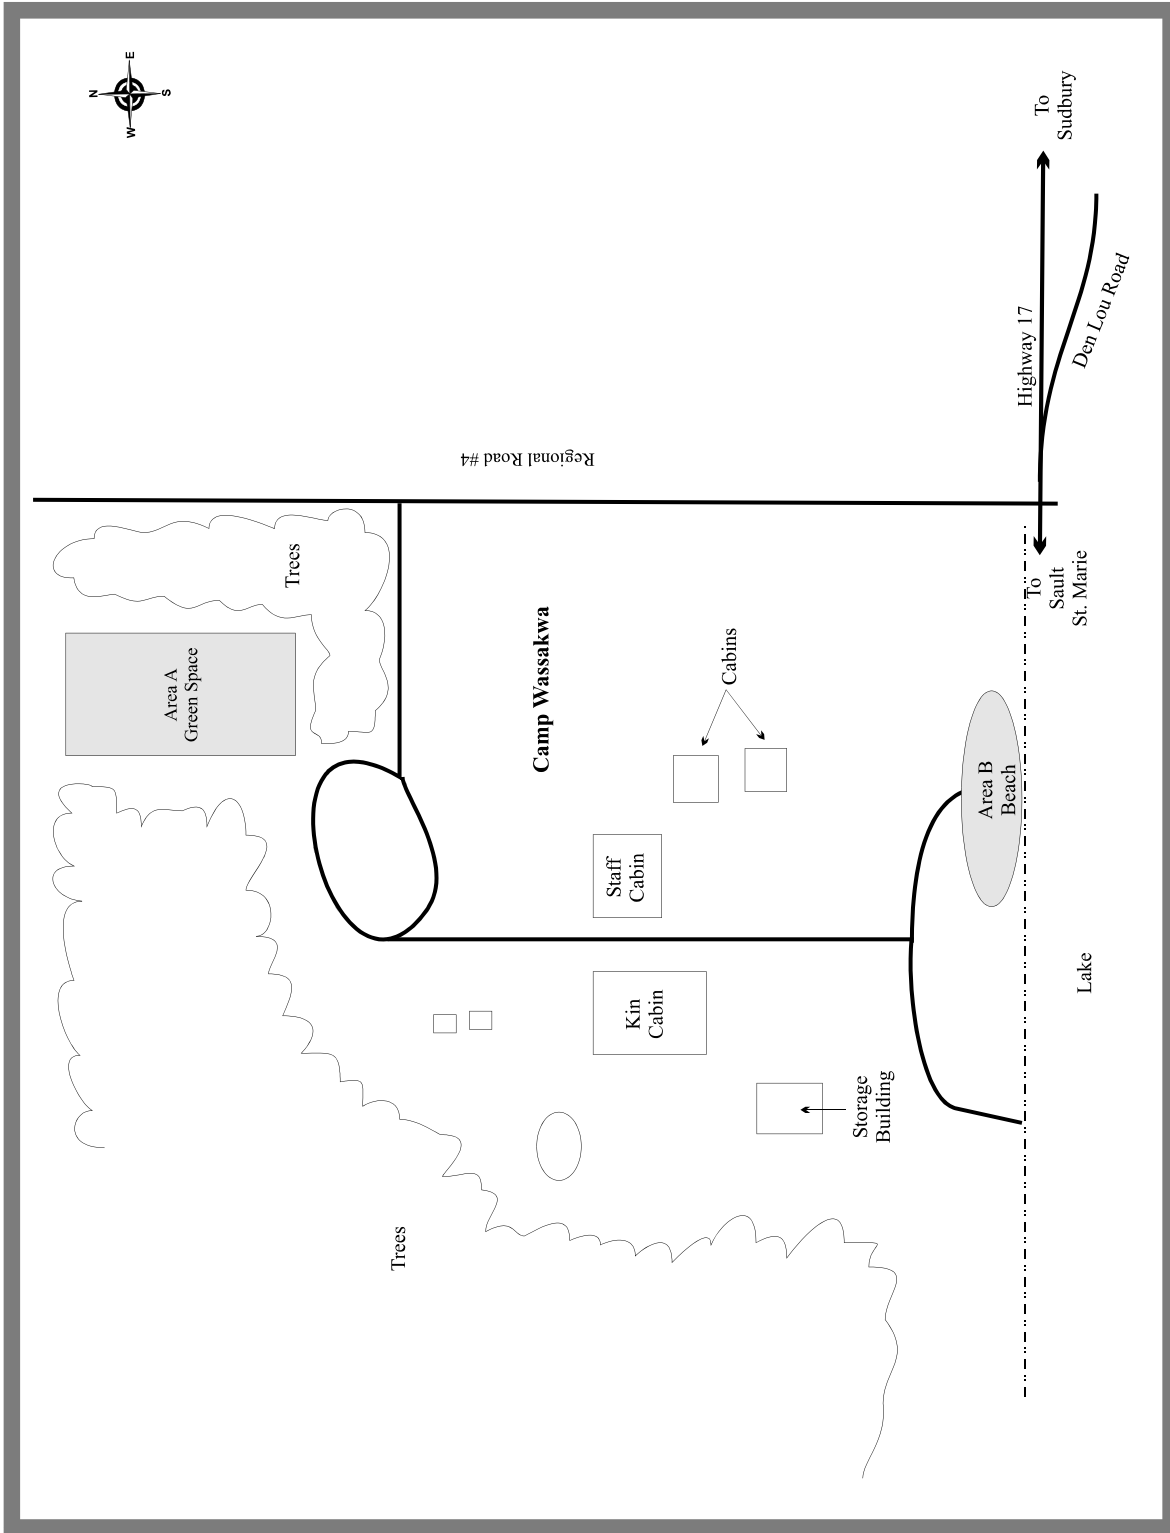 N
E
S
W
Area A
Green Space
Trees
Regional Road #4
Camp Wassakwa
Cabins
Staff
Cabin
Kin
Cabin
Storage
Building
Trees
Area B
Beach
Lake
Highway 17
Den Lou Road
To
Sudbury
To
Sault
St. Marie